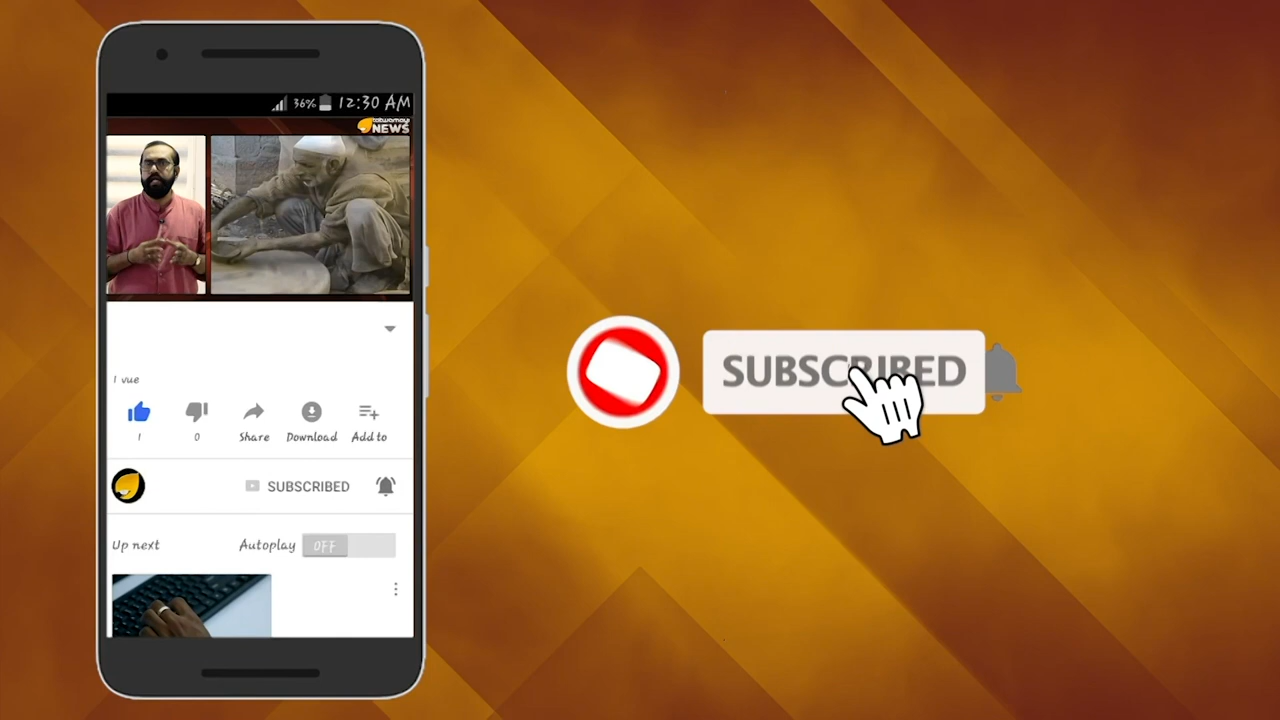 36% 12:30 AM
tatwamayi
NEWS
1 vue
1
0
Share
Download
Add to
SUBSCRIBED
Up next
Autoplay
OFF
SUBSCRIBED